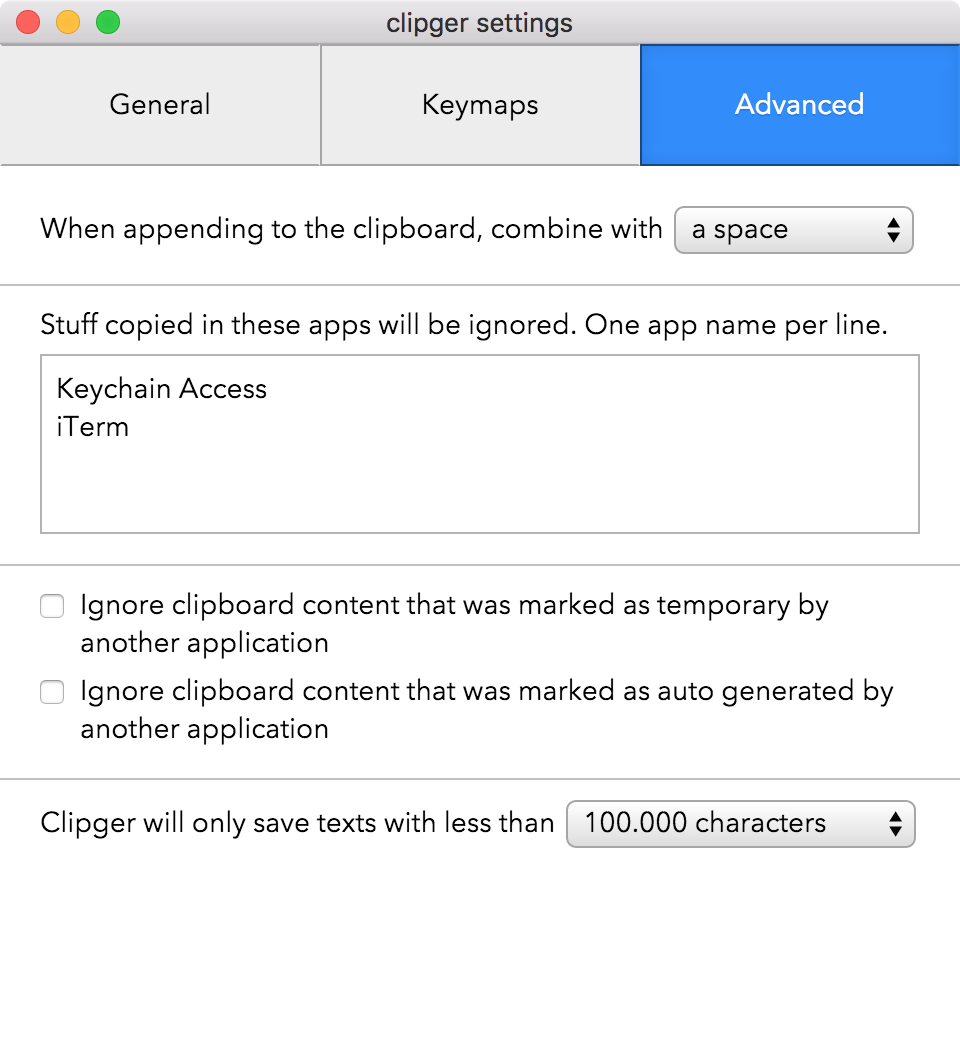 clipger settings
General
Keymaps
Advanced
When appending to the clipboard, combine with a space
Stuff copied in these apps will be ignored. One app name per line.
Keychain Access
iTerm
Ignore clipboard content that was marked as temporary by
another application
Ignore clipboard content that was marked as auto generated by
another application
Clipger will only save texts with less than 100.000 characters